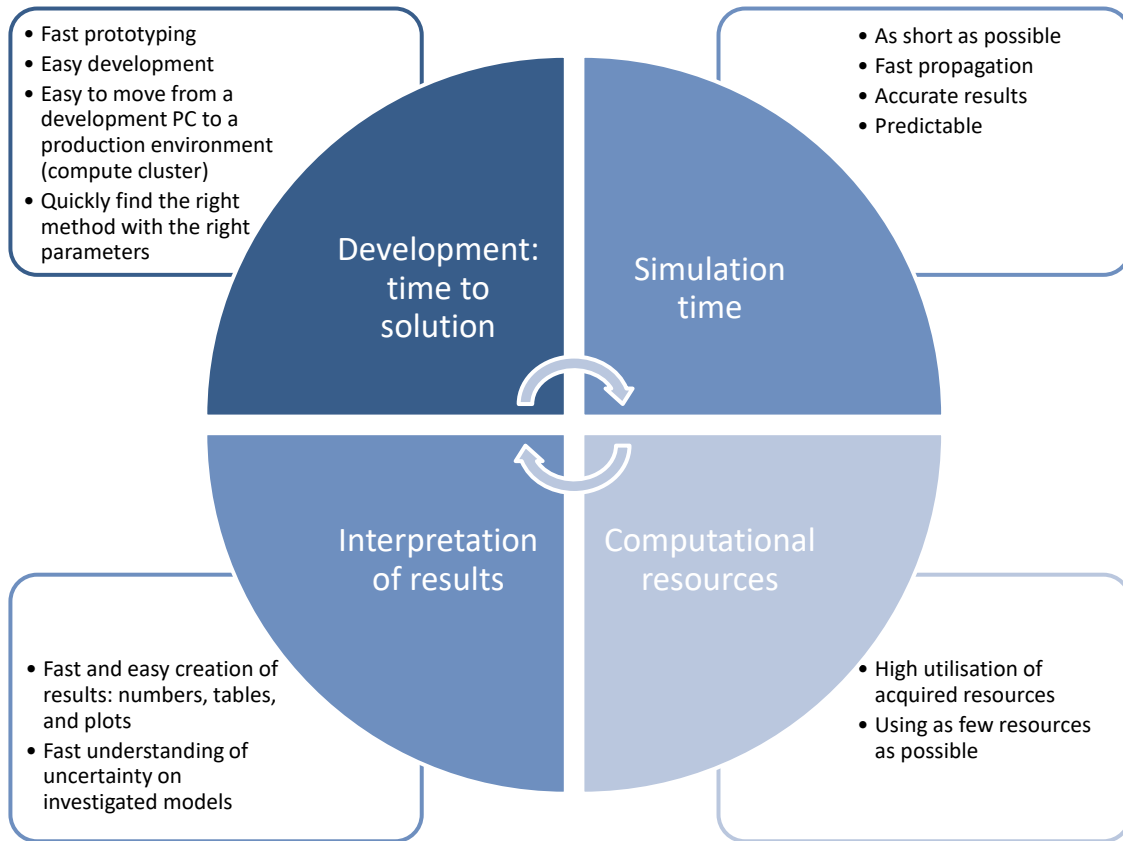 • Fast prototyping
• Easy development
• Easy to move from a
development PC to a
production environment
(compute cluster)
• Quickly find the right
method with the right
parameters
• As short as possible
• Fast propagation
• Accurate results
• Predictable
Development:
time to
solution
Simulation
time
Interpretation
of results
Computational
resources
• Fast and easy creation of
results: numbers, tables,
and plots
• Fast understanding of
uncertainty on
investigated models
• High utilisation of
acquired resources
• Using as few resources
as possible